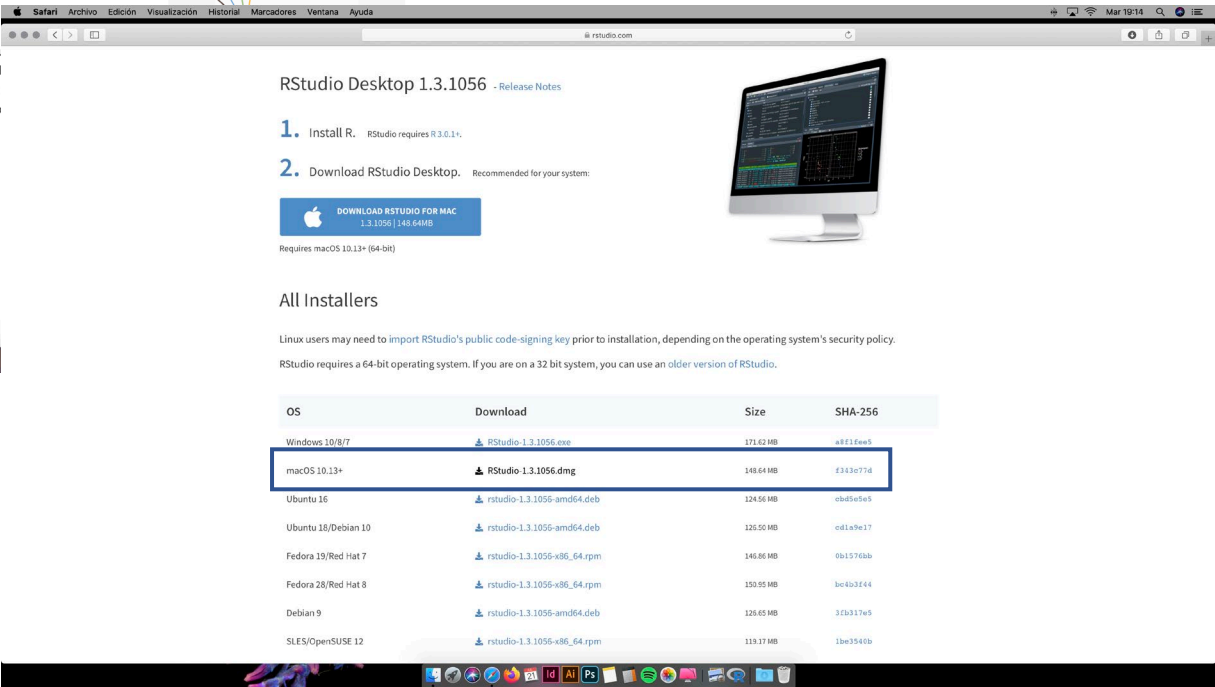 Safari Archivo Edición Visualización Historial Marcadores Ventana Ayuda Mar 19:14
rstudio.com
RStudio Desktop 1.3.1056 - Release Notes
1. Install R. RStudio requires R 3.0.1+.
2. Download RStudio Desktop. Recommended for your system:
DOWNLOAD RSTUDIO FOR MAC
1.3.1056 | 148.64MB
Requires macOS 10.13+ (64-bit)
All Installers
Linux users may need to import RStudio's public code-signing key prior to installation, depending on the operating system's security policy.
RStudio requires a 64-bit operating system. If you are on a 32 bit system, you can use an older version of RStudio.
OS Download Size SHA-256
Windows 10/8/7 RStudio-1.3.1056.exe 171.62 MB a8f1fee5
macOS 10.13+ RStudio-1.3.1056.dmg 148.64 MB f343c77d
Ubuntu 16 rstudio-1.3.1056-amd64.deb 124.56 MB
Ubuntu 18/Debian 10 rstudio-1.3.1056-amd64.deb 126.50 MB cd1a9e17
Fedora 19/Red Hat 7 rstudio-1.3.1056-x86_64.rpm 146.86 MB 0b1576bb
Fedora 28/Red Hat 8 rstudio-1.3.1056-x86_64.rpm 150.95 MB bc4b3f44
Debian 9 rstudio-1.3.1056-amd64.deb 126.65 MB 3fb317e5
SLES/OpenSUSE 12 rstudio-1.3.1056-x86_64.rpm 119.17 MB 1be3540b
Id Ai Ps